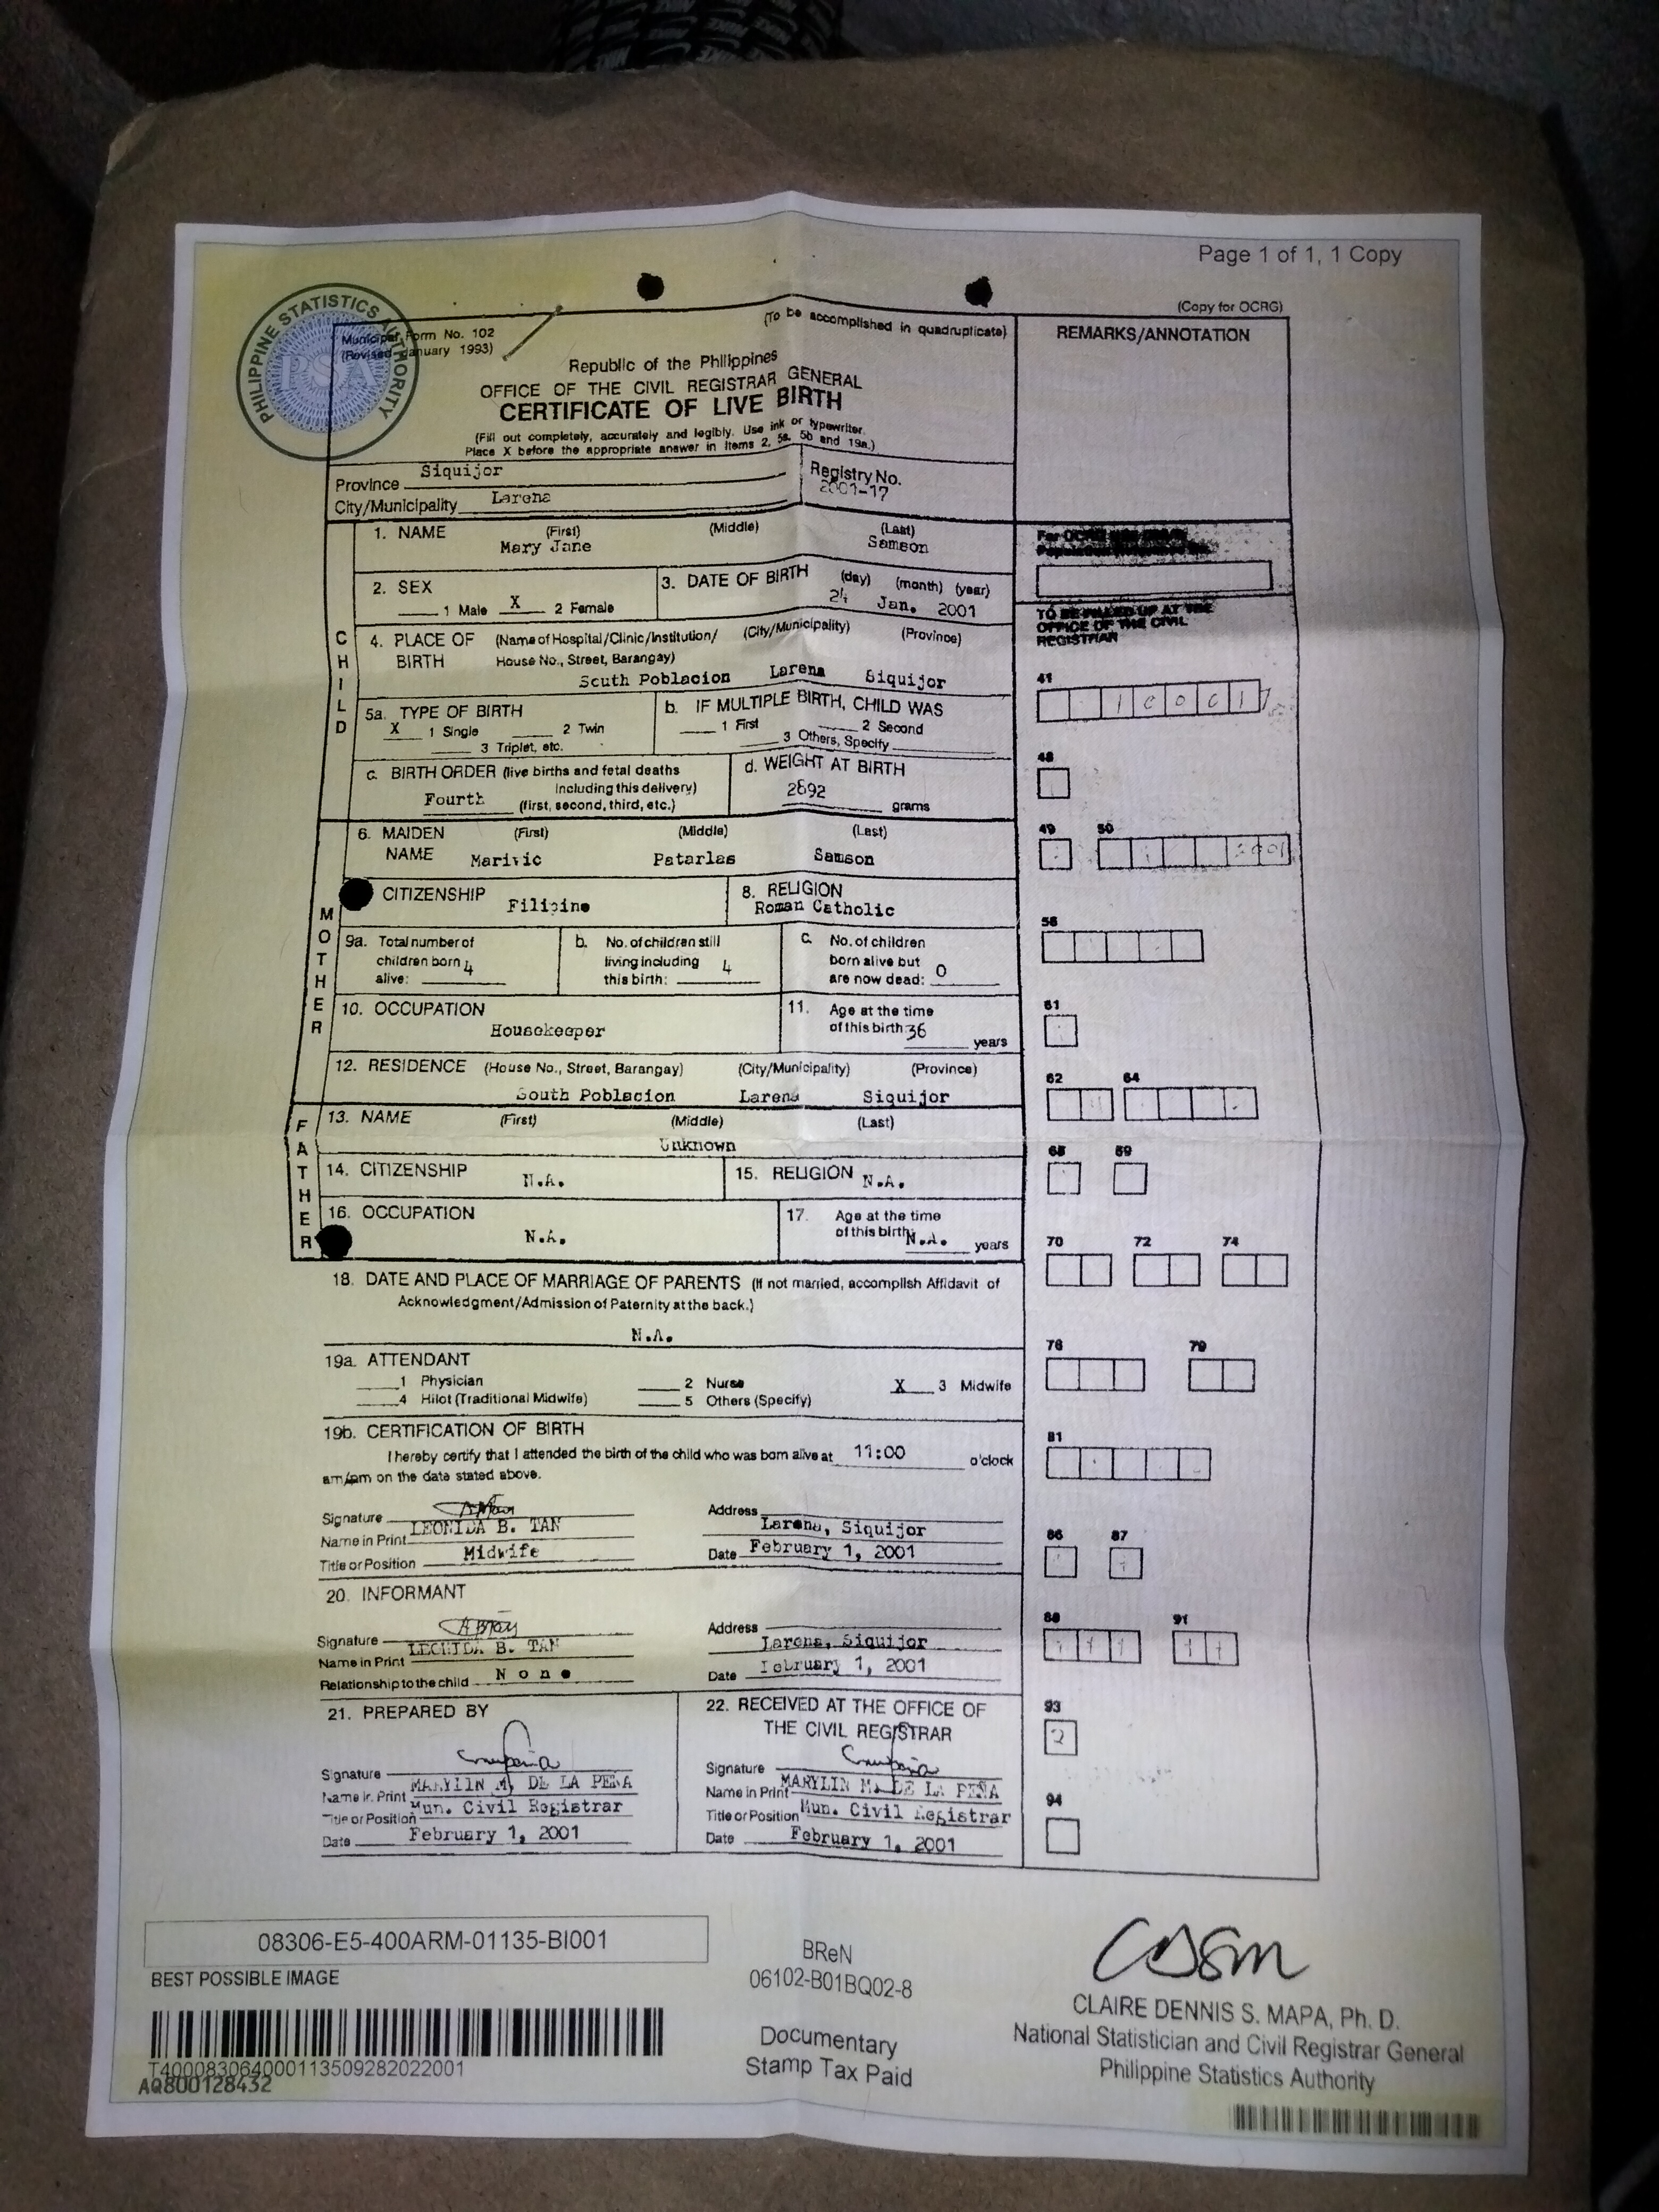 Page 1 of 1, 1 Copy
(Copy for OCRG)
PHILIPPINE STATISTICS AUTHORITY
PSA
Municipal Form No. 102
(Revised January 1993)
(To be accomplished in quadruplicate)
REMARKS/ANNOTATION
Republic of the Philippines
OFFICE OF THE CIVIL REGISTRAR GENERAL
CERTIFICATE OF LIVE BIRTH
(Fill out completely, accurately and legibly. Use ink or typewriter.
Place X before the appropriate answer in items 2, 5a, 5b and 19a.)
Province Siquijor
Registry No. 2001-17
City/Municipality Larena
CHILD
1. NAME (First) (Middle) (Last)
Mary Jane Samson
For OCRG
2. SEX
1 Male X 2 Female
3. DATE OF BIRTH (day) (month) (year)
24 Jan. 2001
TO BE FILLED UP AT THE
OFFICE OF THE CIVIL
REGISTRAR
4. PLACE OF BIRTH (Name of Hospital/Clinic/Institution/ (City/Municipality) (Province)
House No., Street, Barangay)
South Poblacion Larena Siquijor
41
5a. TYPE OF BIRTH
X 1 Single 2 Twin
3 Triplet, etc.
b. IF MULTIPLE BIRTH, CHILD WAS
1 First 2 Second
3 Others, Specify
48
c. BIRTH ORDER (live births and fetal deaths
including this delivery)
Fourth (first, second, third, etc.)
d. WEIGHT AT BIRTH
grams
49 50
MOTHER
6. MAIDEN NAME (First) (Middle) (Last)
Marivic Patarlas Samson
CITIZENSHIP Filipino
8. RELIGION
Roman Catholic
56
9a. Total number of
children born
alive: 4
b. No. of children still
living including
this birth: 4
c. No. of children
born alive but
are now dead: 0
61
10. OCCUPATION
Housekeeper
11. Age at the time
of this birth: 36 years
12. RESIDENCE (House No., Street, Barangay) (City/Municipality) (Province)
South Poblacion Larena Siquijor
62 64
FATHER
13. NAME (First) (Middle) (Last)
Unknown
68 69
14. CITIZENSHIP N.A.
15. RELIGION N.A.
16. OCCUPATION
N.A.
17. Age at the time
of this birth: N.A. years
70 72 74
18. DATE AND PLACE OF MARRIAGE OF PARENTS (If not married, accomplish Affidavit of
Acknowledgment/Admission of Paternity at the back.)
N.A.
76 79
19a. ATTENDANT
1 Physician 2 Nurse X 3 Midwife
4 Hilot (Traditional Midwife) 5 Others (Specify)
19b. CERTIFICATION OF BIRTH
I hereby certify that I attended the birth of the child who was born alive at 11:00 o'clock
am/pm on the date stated above.
81
Signature
Address
Name in Print LEONIDA B. TAN
Larena, Siquijor
Title or Position Midwife
Date February 1, 2001
86 87
20. INFORMANT
Signature
Address
Name in Print LEONIDA B. TAN
Larena, Siquijor
Relationship to the child None
Date February 1, 2001
88 91
21. PREPARED BY
Signature
Name in Print MARYLIN M. DE LA PEÑA
Title or Position Mun. Civil Registrar
Date February 1, 2001
22. RECEIVED AT THE OFFICE OF
THE CIVIL REGISTRAR
Signature
Name in Print MARYLIN M. DE LA PEÑA
Title or Position Mun. Civil Registrar
Date February 1, 2001
93
2
94
08306-E5-400ARM-01135-BI001
BEST POSSIBLE IMAGE
T400083064000113509282022001
AQ800128432
BReN
06102-B01BQ02-8
Documentary
Stamp Tax Paid
CLAIRE DENNIS S. MAPA, Ph. D.
National Statistician and Civil Registrar General
Philippine Statistics Authority